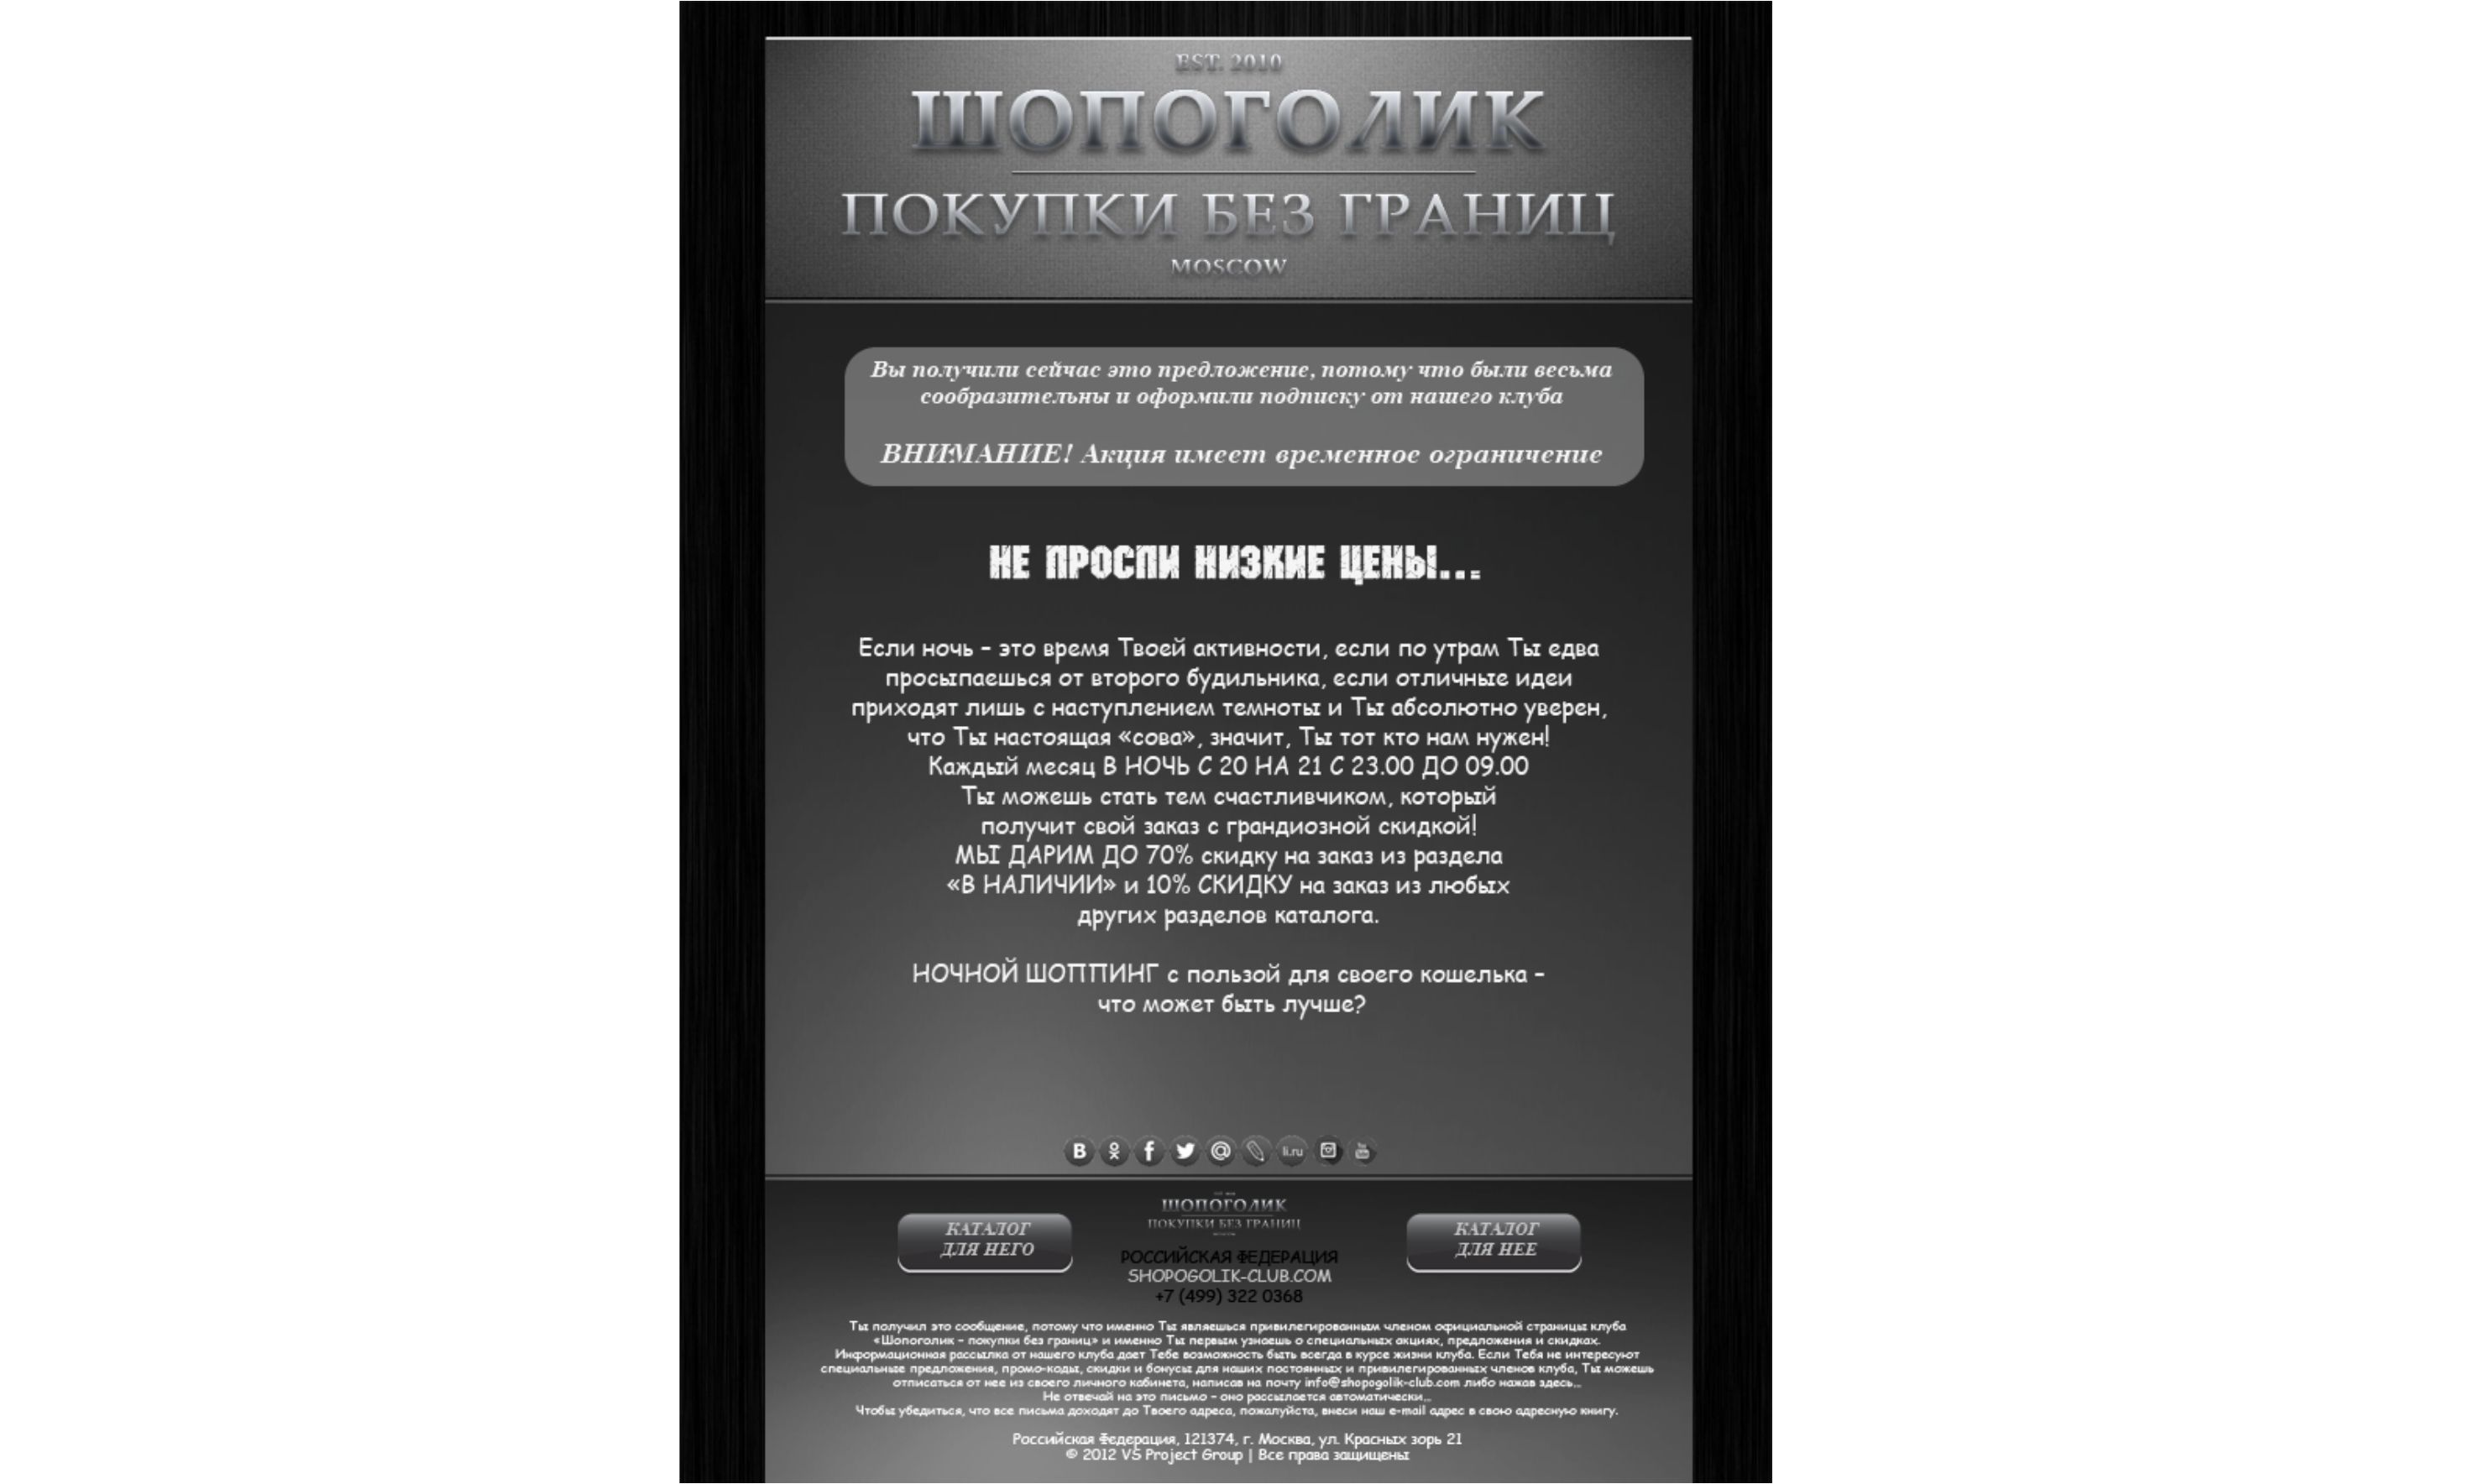 EST. 2010
ШОПОГОЛИК
ПОКУПКИ БЕЗ ГРАНИЦ
MOSCOW
Вы получили сейчас это предложение, потому что были весьма
сообразительны и оформили подписку от нашего клуба
ВНИМАНИЕ! Акция имеет временное ограничение
НЕ ПРОСПИ НИЗКИЕ ЦЕНЫ...
Если ночь – это время Твоей активности, если по утрам Ты едва
просыпаешься от второго будильника, если отличные идеи
приходят лишь с наступлением темноты и Ты абсолютно уверен,
что Ты настоящая «сова», значит, Ты тот кто нам нужен!
Каждый месяц В НОЧЬ С 20 НА 21 С 23.00 ДО 09.00
Ты можешь стать тем счастливчиком, который
получит свой заказ с грандиозной скидкой!
МЫ ДАРИМ ДО 70% скидку на заказ из раздела
«В НАЛИЧИИ» и 10% СКИДКУ на заказ из любых
других разделов каталога.
НОЧНОЙ ШОППИНГ с пользой для своего кошелька –
что может быть лучше?
li.ru
You Tube
ШОПОГОЛИК
ПОКУПКИ БЕЗ ГРАНИЦ
КАТАЛОГ
ДЛЯ НЕГО
КАТАЛОГ
ДЛЯ НЕЕ
РОССИЙСКАЯ ФЕДЕРАЦИЯ
SHOPOGOLIK-CLUB.COM
+7 (499) 322 0368
Ты получил это сообщение, потому что именно Ты являешься привилегированным членом официальной страницы клуба
«Шопоголик – покупки без границ» и именно Ты первым узнаешь о специальных акциях, предложения и скидках.
Информационная рассылка от нашего клуба дает Тебе возможность быть всегда в курсе жизни клуба. Если Тебя не интересуют
специальные предложения, промо-коды, скидки и бонусы для наших постоянных и привилегированных членов клуба, Ты можешь
отписаться от нее из своего личного кабинета, написав на почту info@shopogolik-club.com либо нажав здесь...
Не отвечай на это письмо – оно рассылается автоматически...
Чтобы убедиться, что все письма доходят до Твоего адреса, пожалуйста, внеси наш e-mail адрес в свою адресную книгу.
Российская Федерация, 121374, г. Москва, ул. Красных зорь 21
© 2012 VS Project Group | Все права защищены